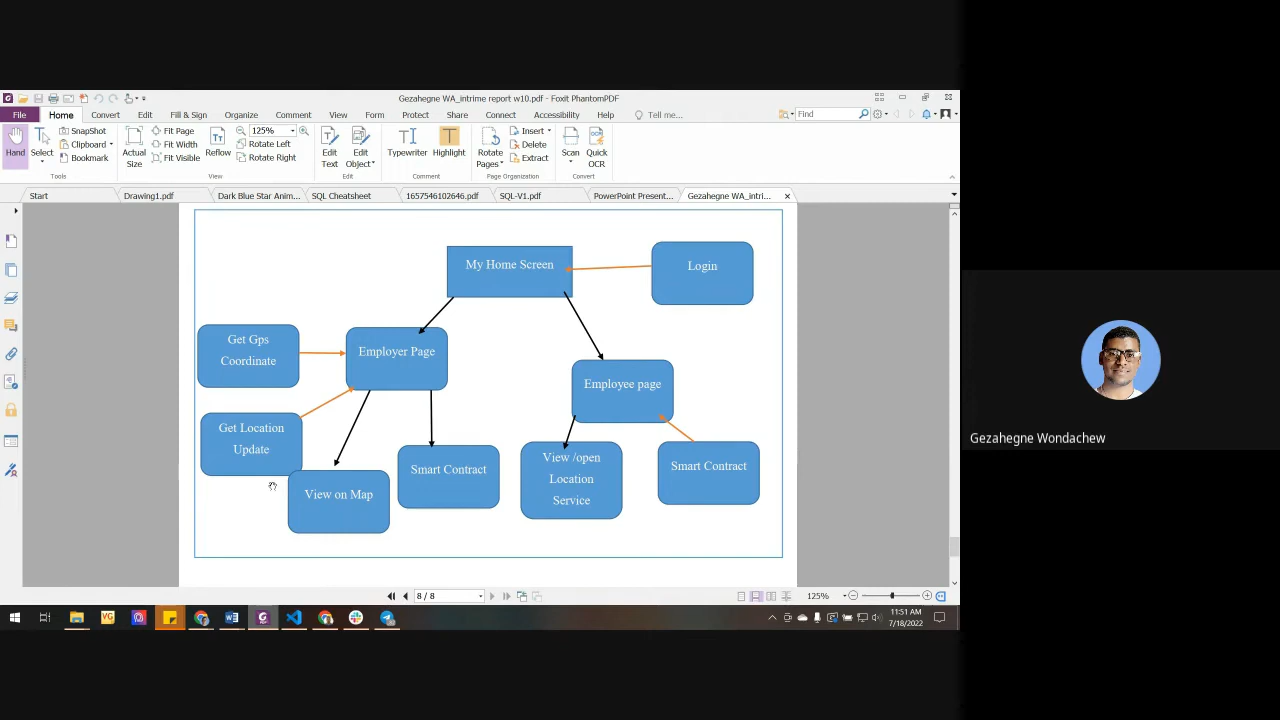 Gezahegne WA_intrime report w10.pdf - Foxit PhantomPDF
File Home Convert Edit Fill & Sign Organize Comment View Form Protect Share Connect Accessibility Help Tell me... Find
Hand
Select
SnapShot
Clipboard
Bookmark
Tools
Actual
Size
Fit Page
Fit Width
Fit Visible
Reflow
125%
Rotate Left
Rotate Right
View
Edit
Text
Edit
Object
Edit
Typewriter
Highlight
Comment
Rotate
Pages
Insert
Delete
Extract
Page Organization
Scan
Quick
OCR
Convert
Start Drawing1.pdf Dark Blue Star Anim... SQL Cheatsheet 1657546102646.pdf SQL-V1.pdf PowerPoint Present... Gezahegne WA_intri...
My Home Screen
Login
Get Gps
Coordinate
Employer Page
Employee page
Get Location
Update
View on Map
Smart Contract
View /open
Location
Service
Smart Contract
8 / 8
125%
11:51 AM
7/18/2022
Gezahegne Wondachew